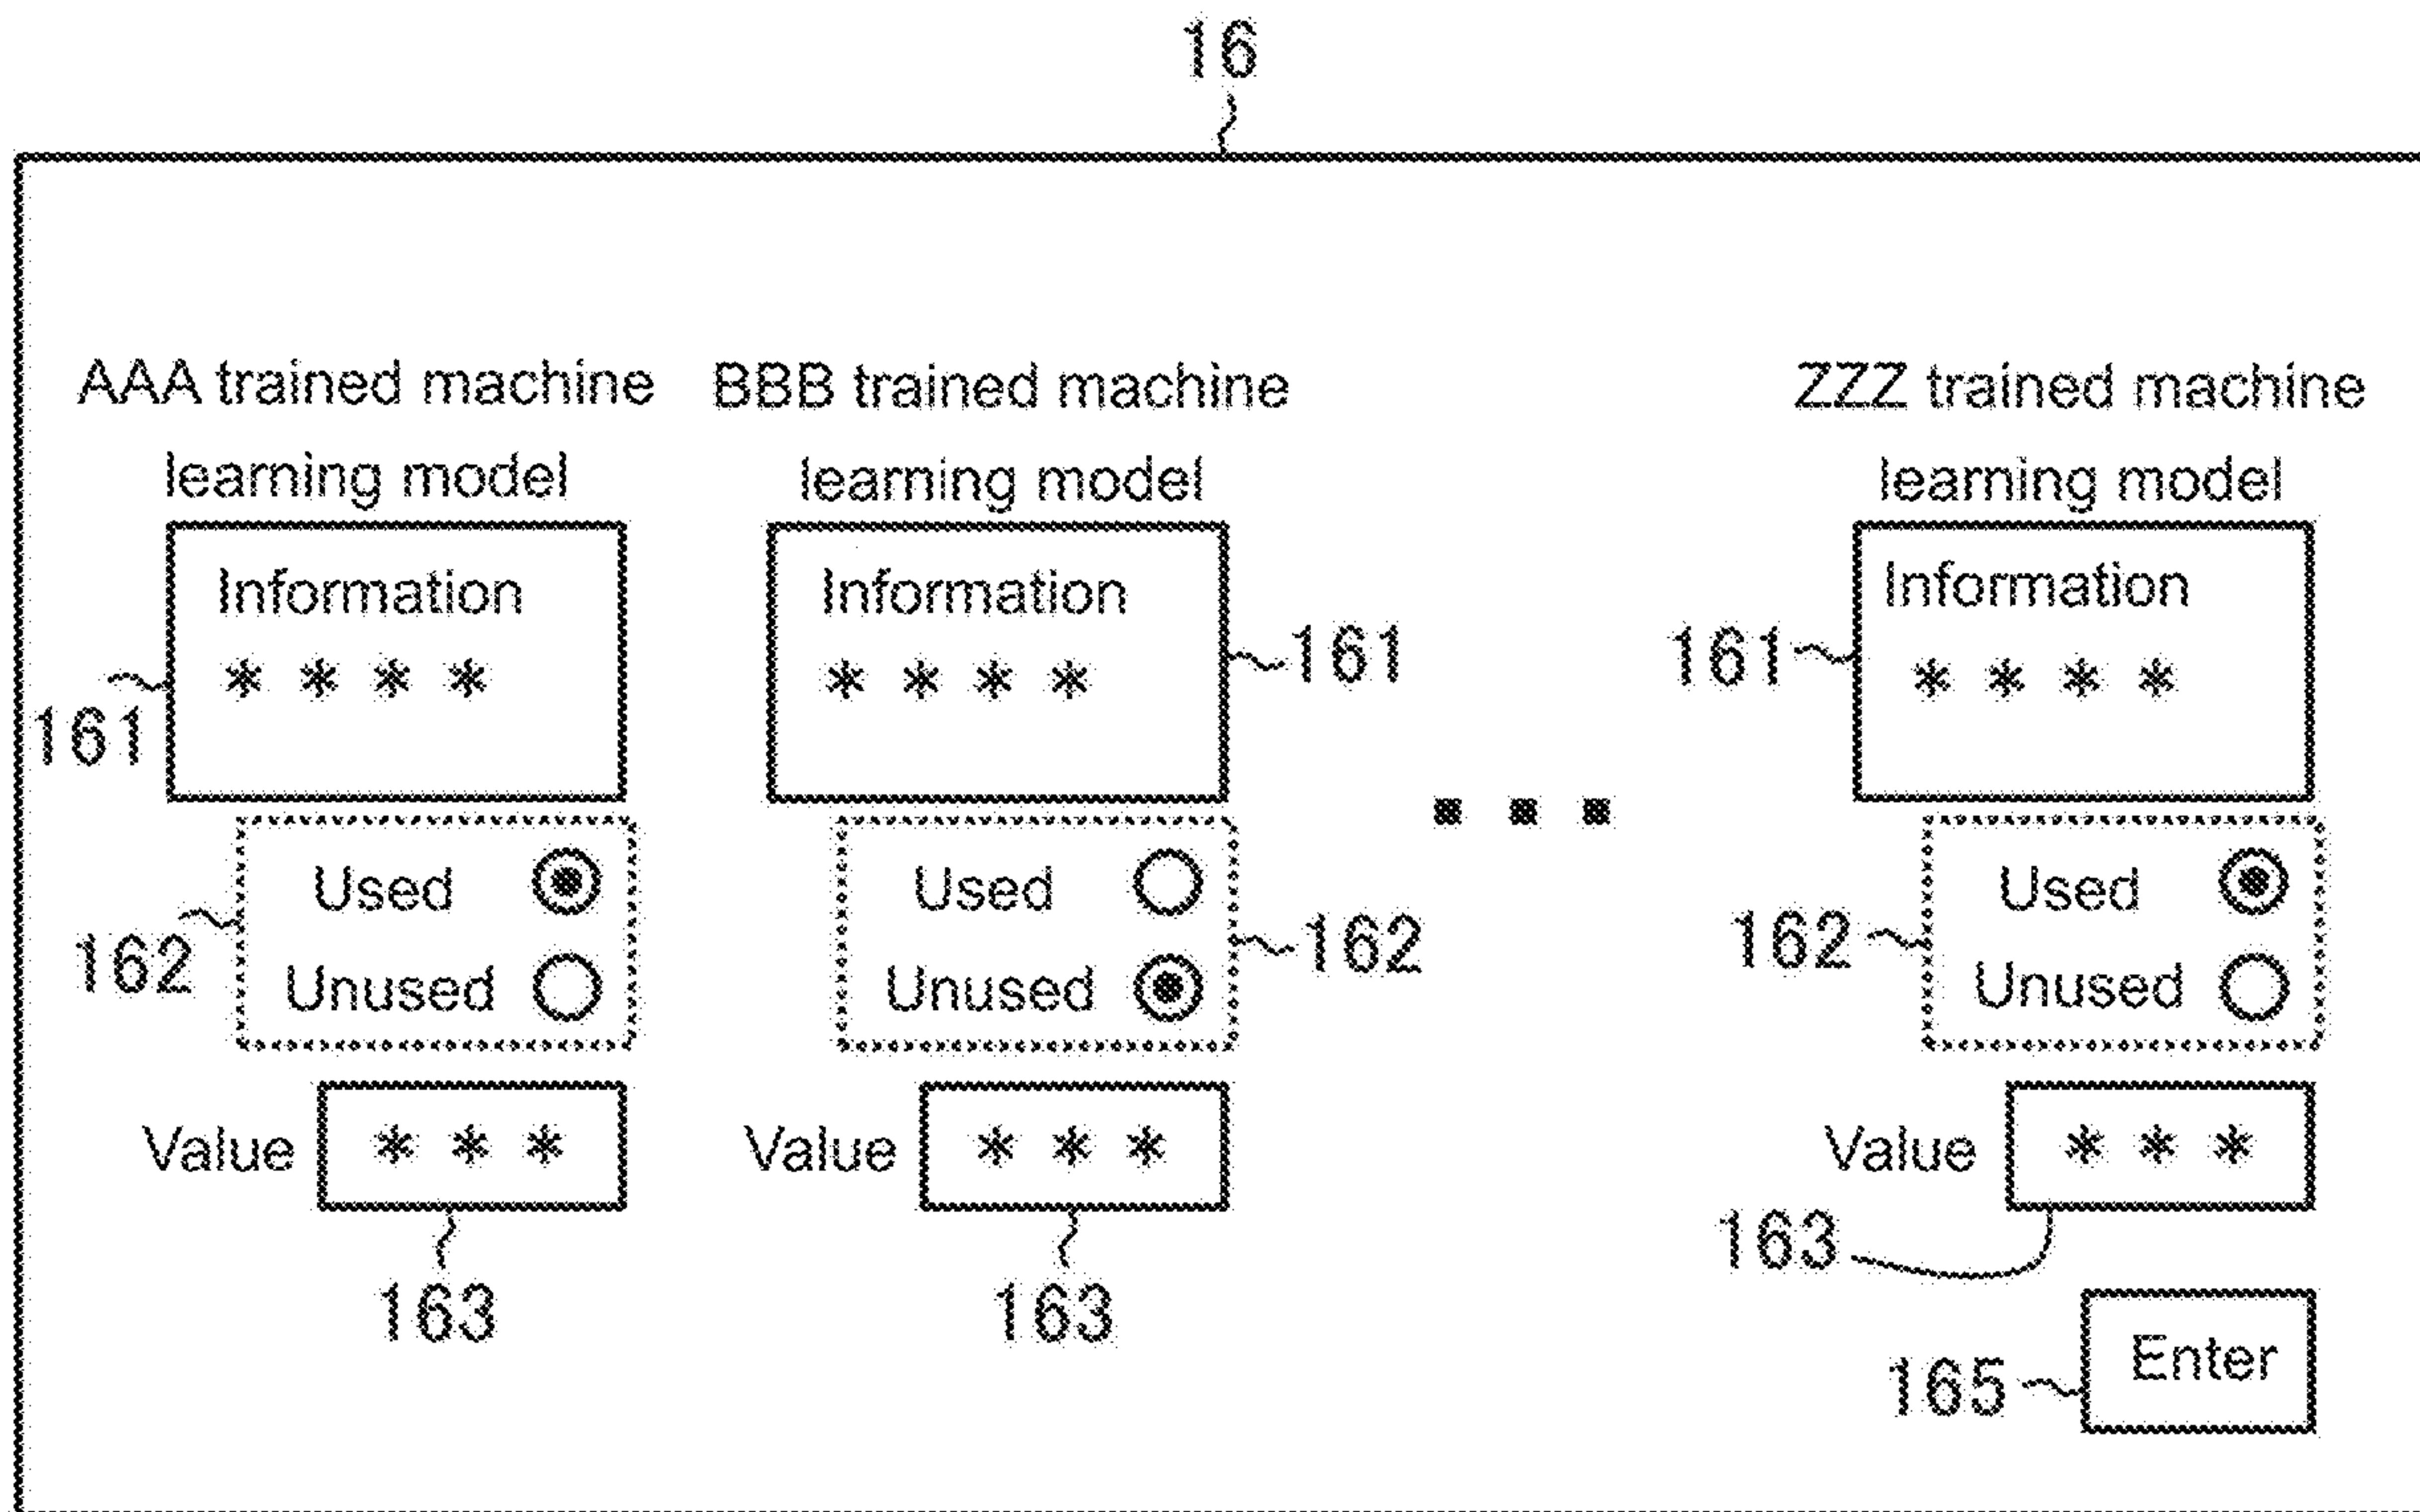 16
AAA trained machine
learning model
Information
* * * *
161
Used
Unused
162
Value
* * *
163
BBB trained machine
learning model
Information
* * * *
161
Used
Unused
162
Value
* * *
163
ZZZ trained machine
learning model
Information
* * * *
161
Used
Unused
162
Value
* * *
163
Enter
165